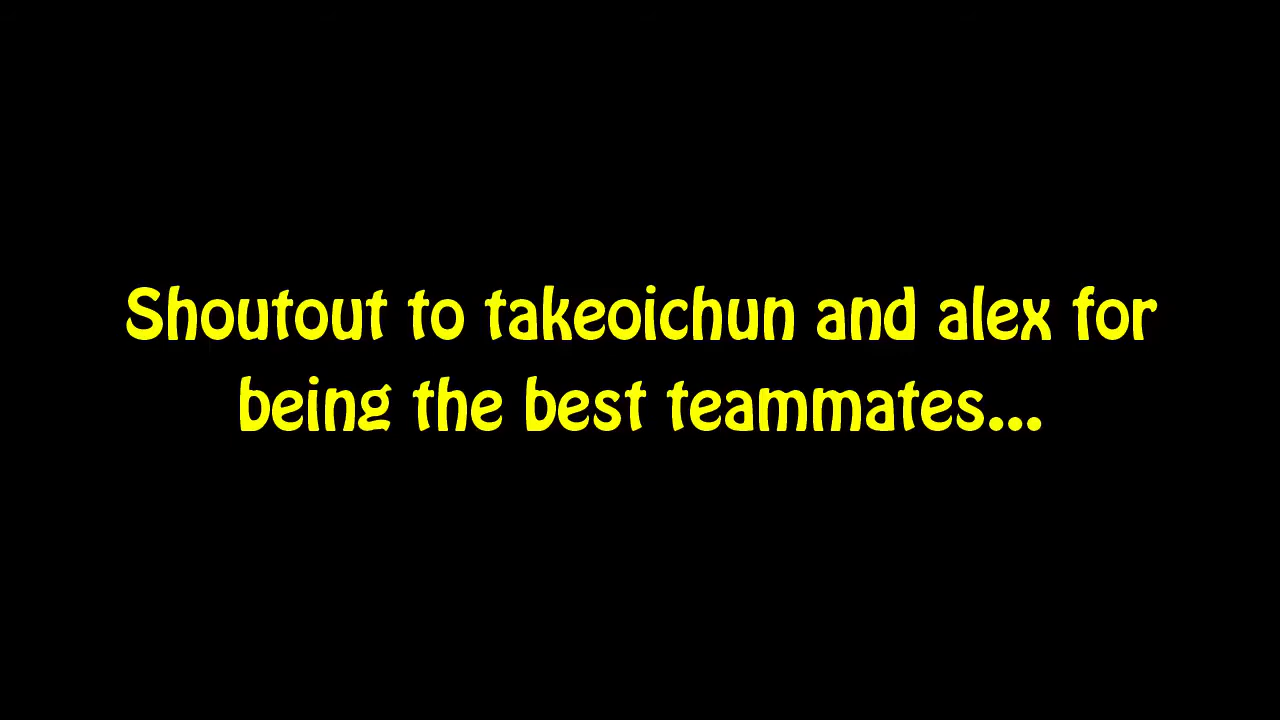 Shoutout to takeoichun and alex for
being the best teammates...